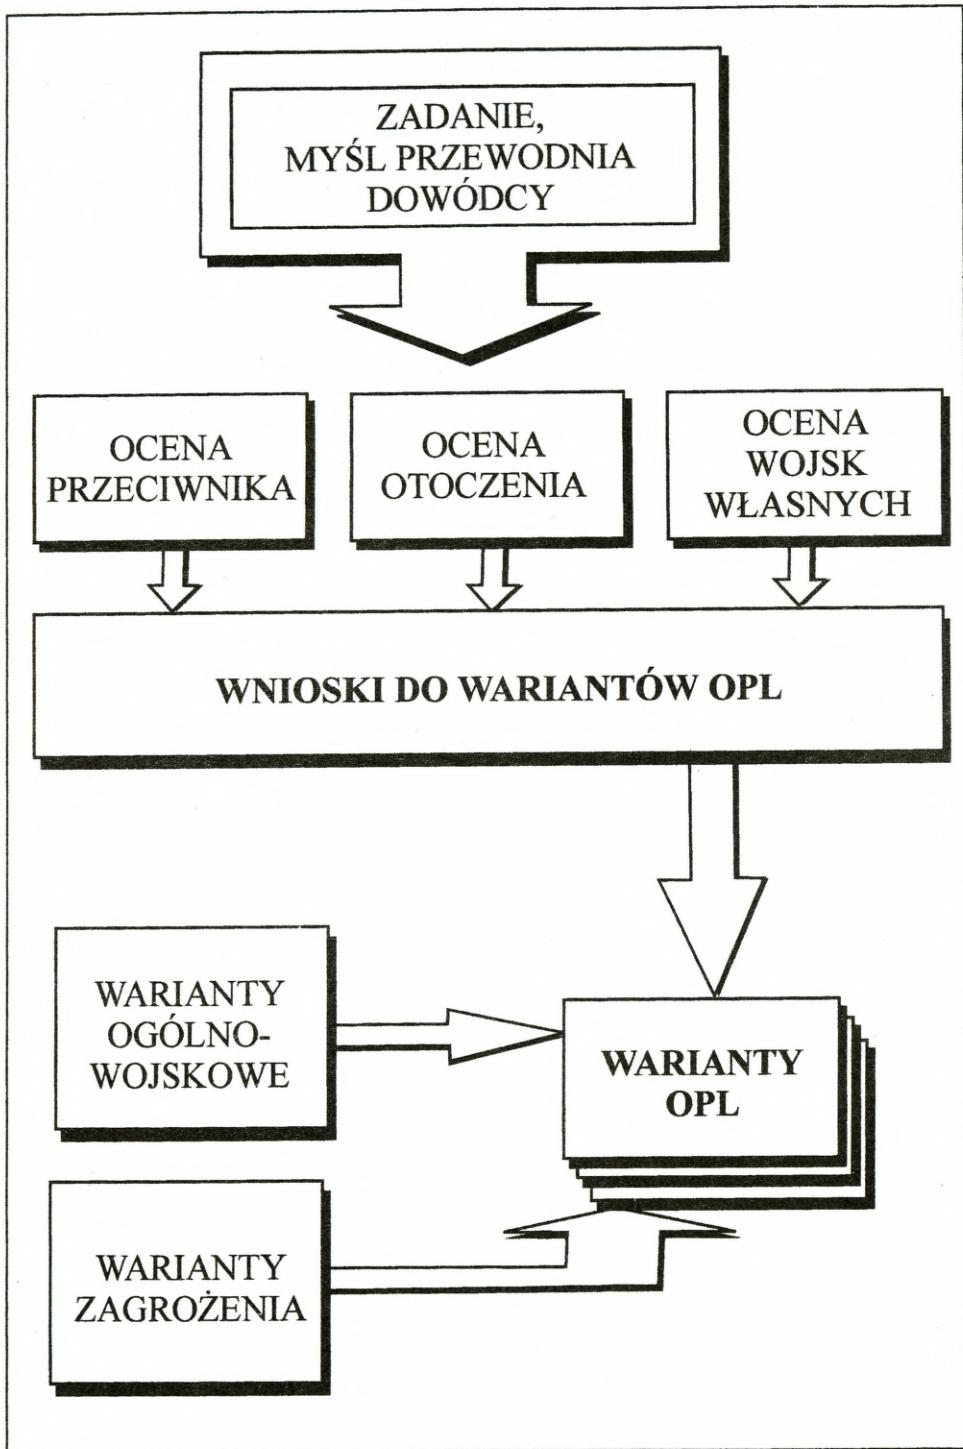 ZADANIE,
MYŚL PRZEWODNIA
DOWÓDCY
OCENA
PRZECIWNIKA
OCENA
OTOCZENIA
OCENA
WOJSK
WŁASNYCH
WNIOSKI DO WARIANTÓW OPL
WARIANTY
OGÓLNO-
WOJSKOWE
WARIANTY
OPL
WARIANTY
ZAGROŻENIA